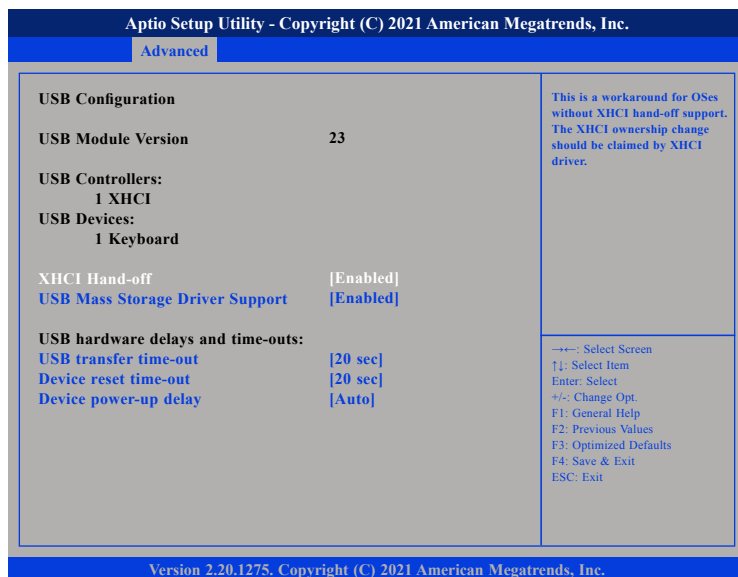 Aptio Setup Utility - Copyright (C) 2021 American Megatrends, Inc.
Advanced
USB Configuration
USB Module Version 23
USB Controllers:
1 XHCI
USB Devices:
1 Keyboard
XHCI Hand-off [Enabled]
USB Mass Storage Driver Support [Enabled]
USB hardware delays and time-outs:
USB transfer time-out [20 sec]
Device reset time-out [20 sec]
Device power-up delay [Auto]
This is a workaround for OSes
without XHCI hand-off support.
The XHCI ownership change
should be claimed by XHCI
driver.
→←: Select Screen
↑↓: Select Item
Enter: Select
+/-: Change Opt.
F1: General Help
F2: Previous Values
F3: Optimized Defaults
F4: Save & Exit
ESC: Exit
Version 2.20.1275. Copyright (C) 2021 American Megatrends, Inc.